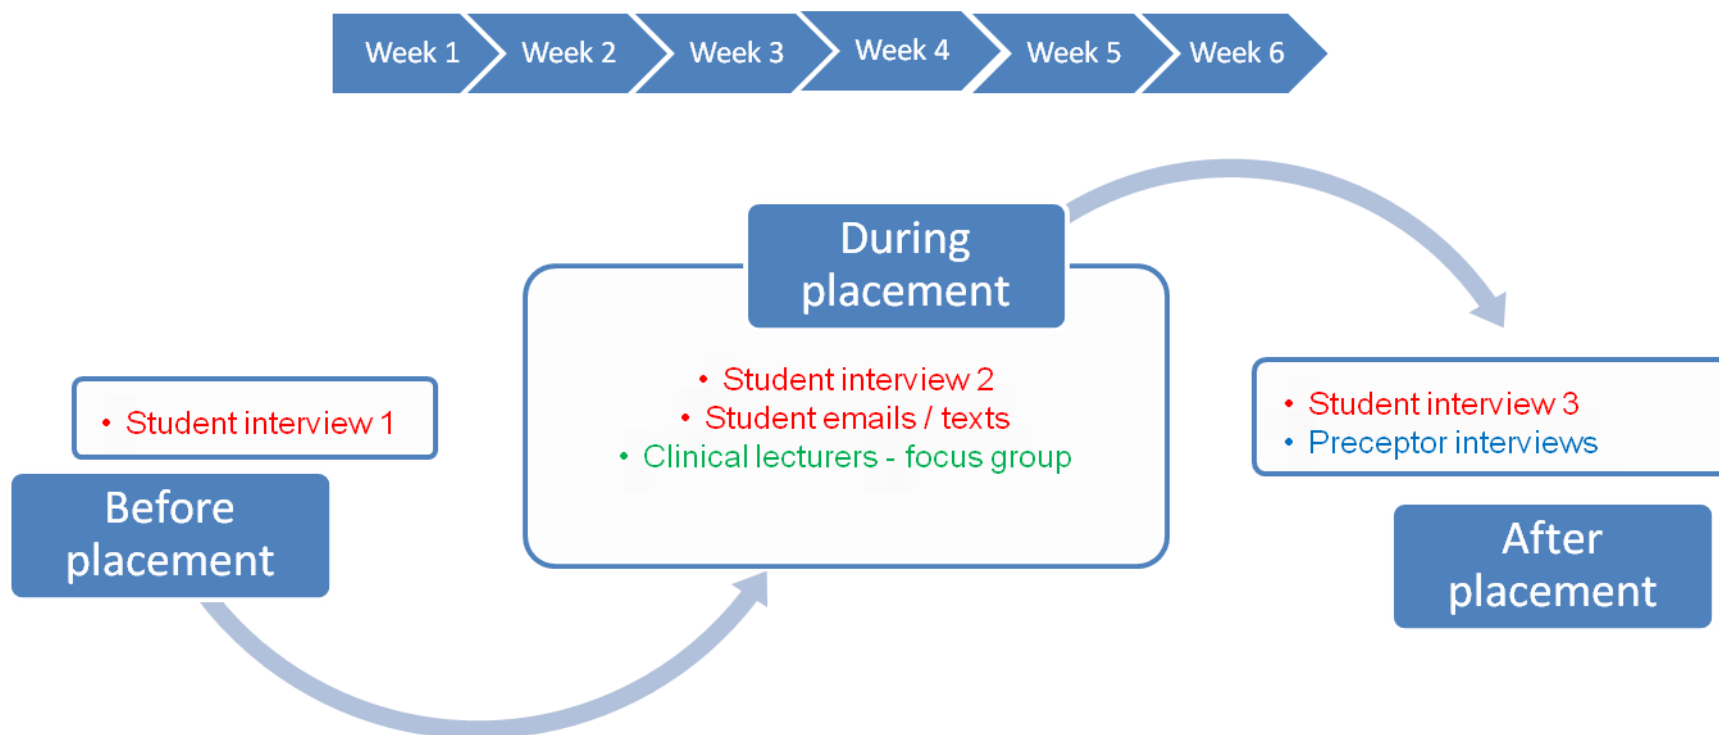 Week 1
Week 2
Week 3
Week 4
Week 5
Week 6
• Student interview 1
Before
placement
During
placement
• Student interview 2
• Student emails / texts
• Clinical lecturers - focus group
• Student interview 3
• Preceptor interviews
After
placement